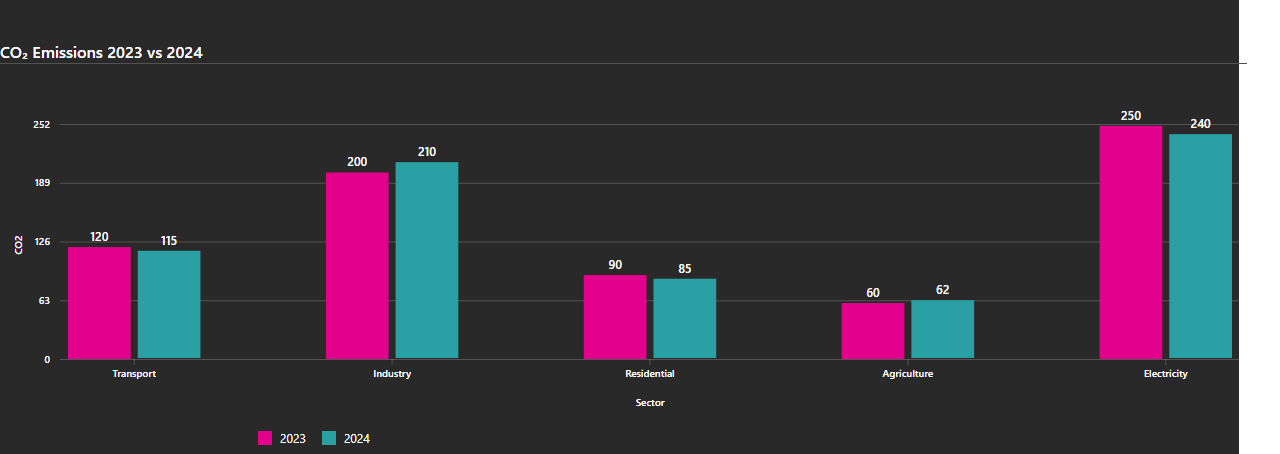 CO₂ Emissions 2023 vs 2024
252
189
126
63
0
CO2
120
115
200
210
90
85
60
62
250
240
Transport
Industry
Residential
Agriculture
Electricity
Sector
2023
2024